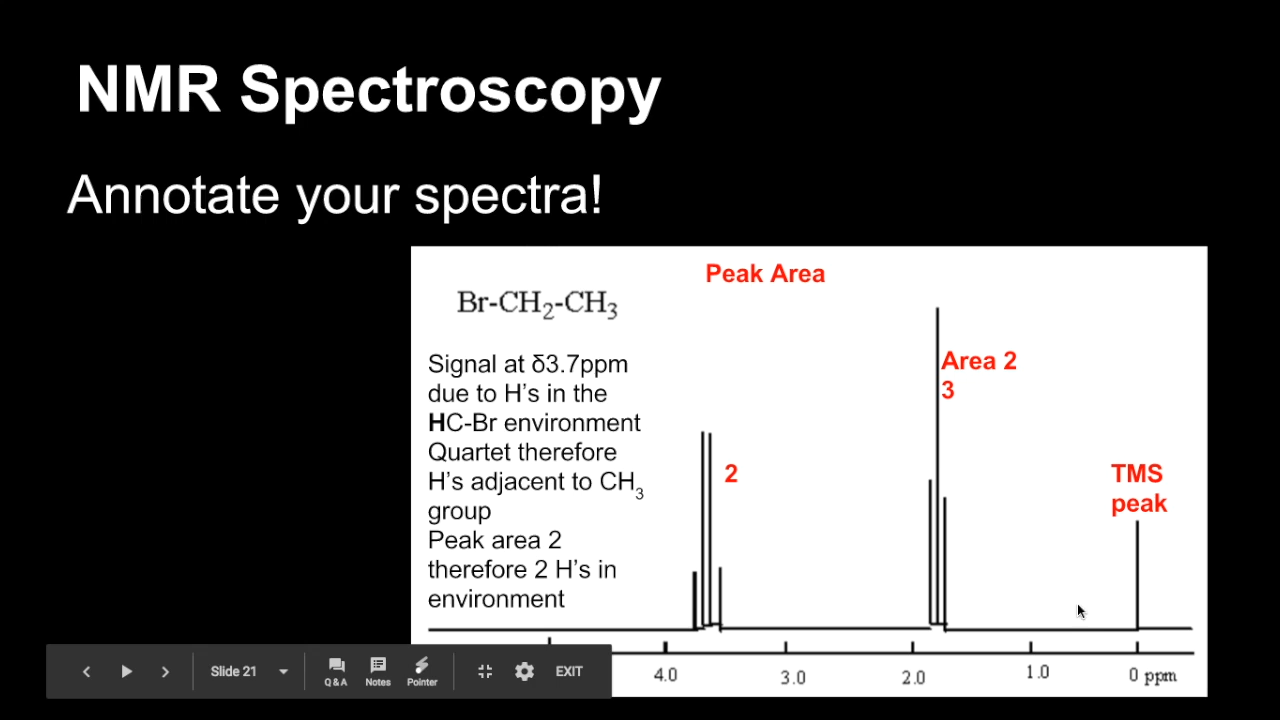 NMR Spectroscopy
Annotate your spectra!
Peak Area
Br-CH₂-CH₃
Signal at δ3.7ppm
due to H's in the
HC-Br environment
Quartet therefore
H's adjacent to CH₃
group
Peak area 2
therefore 2 H's in
environment
2
Area 2
3
TMS
peak
4.0 3.0 2.0 1.0 0 ppm
Slide 21 Q&A Notes Pointer EXIT